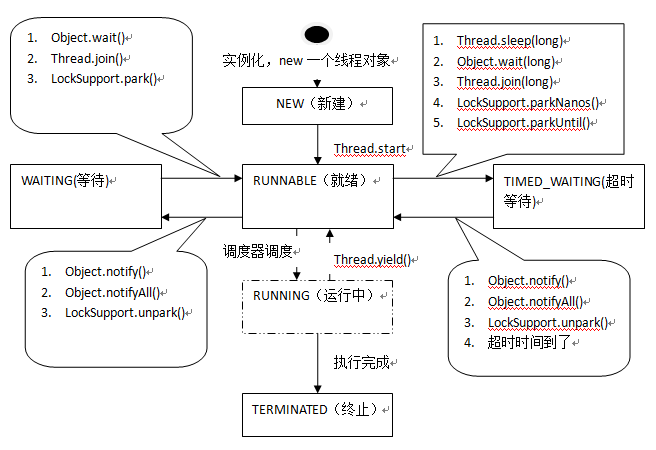 1. Object.wait()
2. Thread.join()
3. LockSupport.park()
实例化，new 一个线程对象
1. Thread.sleep(long)
2. Object.wait(long)
3. Thread.join(long)
4. LockSupport.parkNanos()
5. LockSupport.parkUntil()
NEW（新建）
Thread.start
WAITING(等待)
RUNNABLE（就绪）
TIMED_WAITING(超时
等待)
调度器调度
Thread.yield()
1. Object.notify()
2. Object.notifyAll()
3. LockSupport.unpark()
RUNNING（运行中）
1. Object.notify()
2. Object.notifyAll()
3. LockSupport.unpark()
4. 超时时间到了
执行完成
TERMINATED（终止）